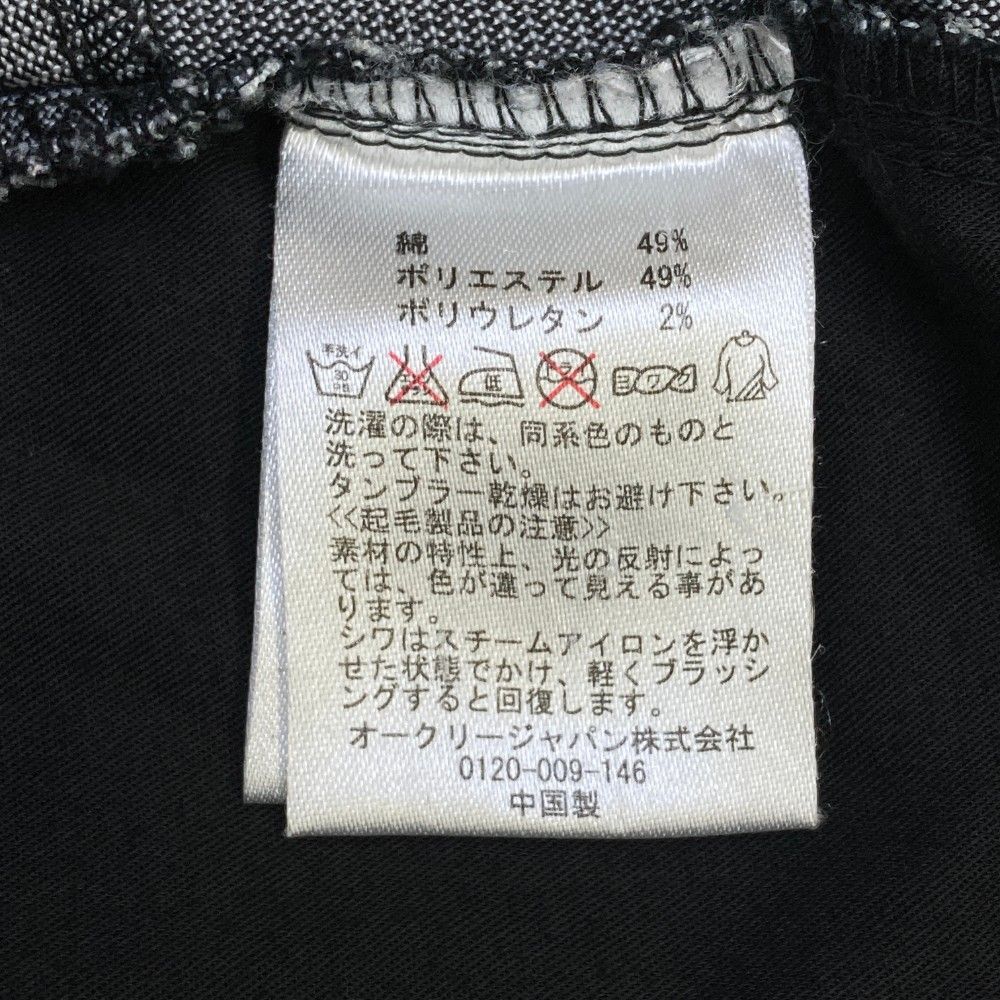 綿 49%
ポリエステル 49%
ポリウレタン 2%
手洗イ 30 中性 低 ドライ ヨワク
洗濯の際は、同系色のものと
洗って下さい。
タンブラー乾燥はお避け下さい。
<<起毛製品の注意>>
素材の特性上、光の反射によっ
ては、色が違って見える事があ
ります。
シワはスチームアイロンを浮か
せた状態でかけ、軽くブラッシ
ングすると回復します。
オークリージャパン株式会社
0120-009-146
中国製